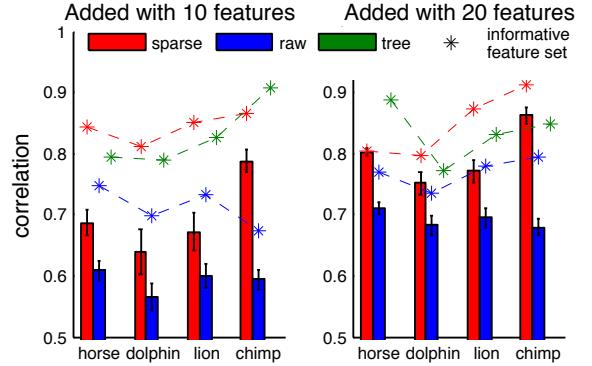 Added with 10 features
Added with 20 features
sparse
raw
tree
informative
feature set
correlation
1
0.9
0.8
0.7
0.6
0.5
horse dolphin lion chimp
0.9
0.8
0.7
0.6
0.5
horse dolphin lion chimp